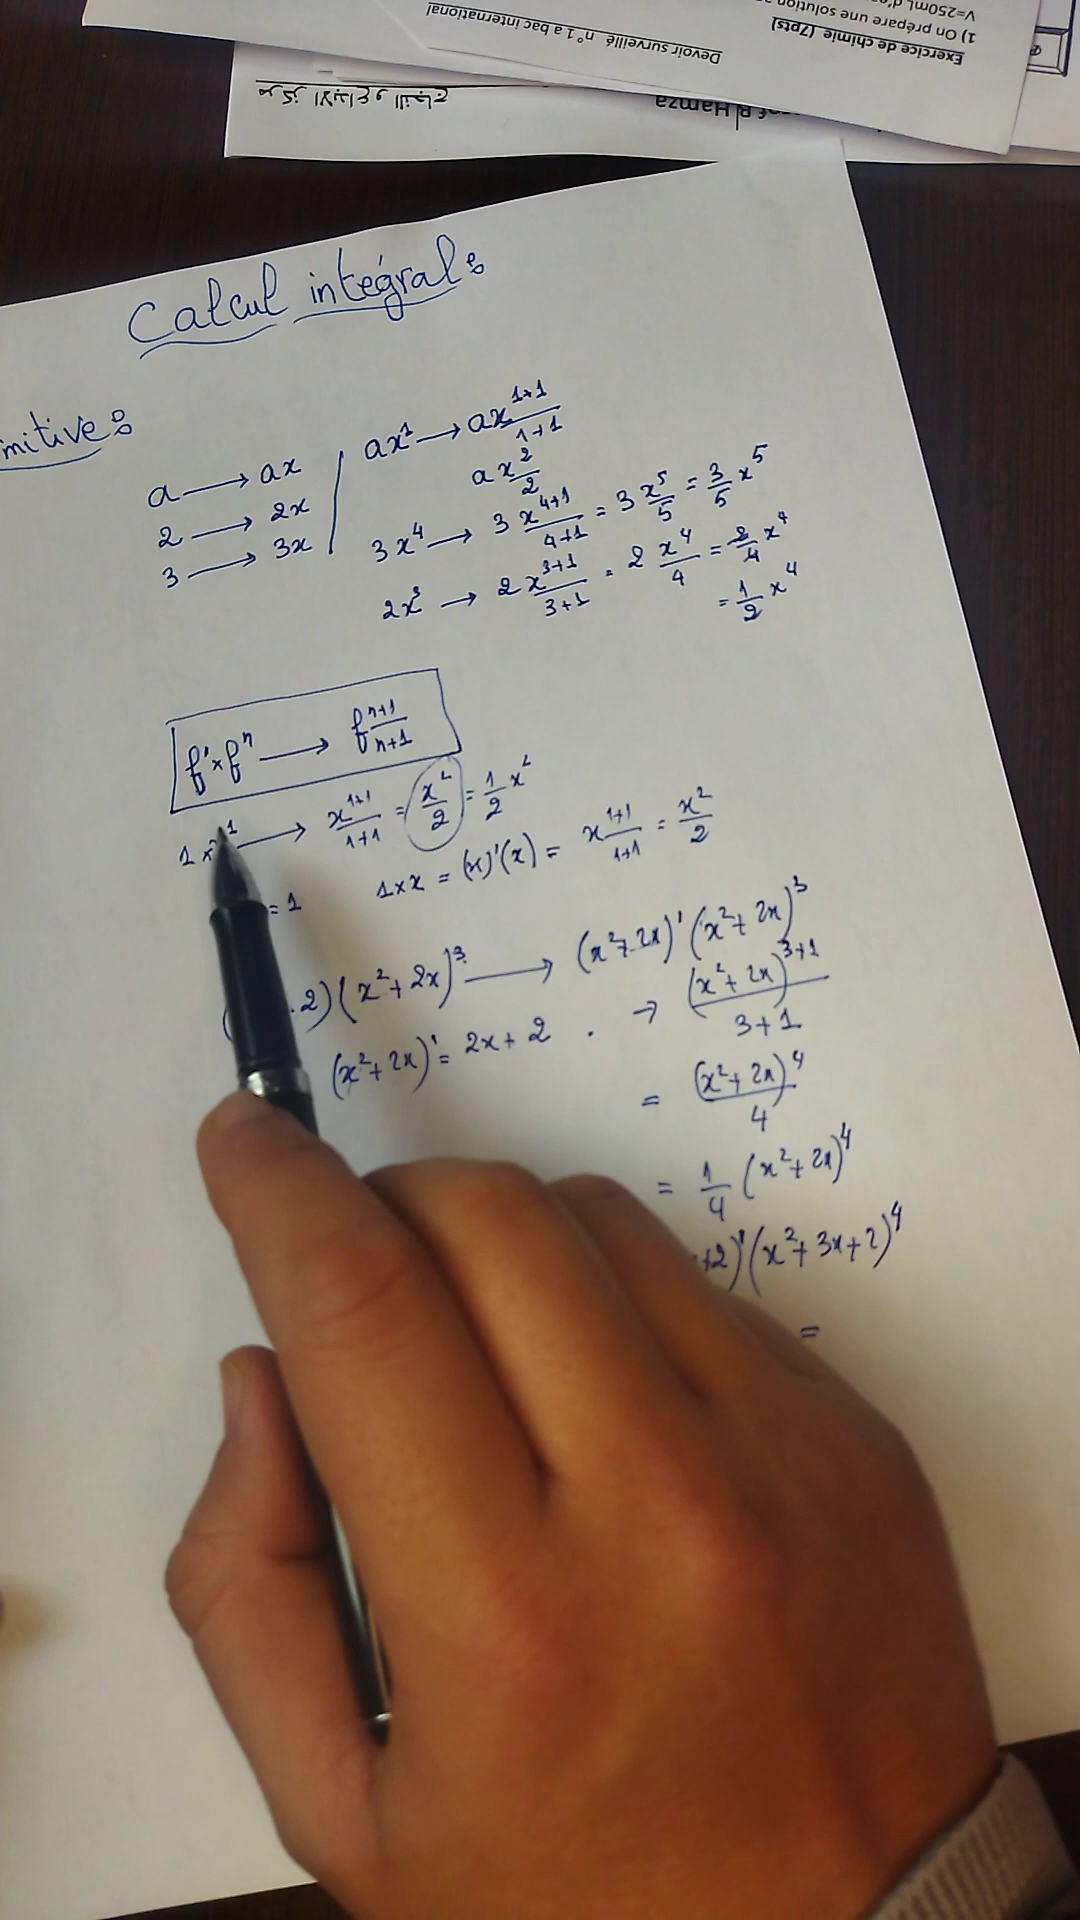 V=250mL
1) On prépare une solution
Exercice de chimie (7pts)
Devoir surveillé n°1 a bac international
Hamza
Calcul intégral:
mitive:
a → ax
2 → 2x
3 → 3x
ax¹ → ax^(1+1)/(1+1)
ax²/2
3x⁴ → 3 x^(4+1)/(4+1) = 3 x⁵/5 = 3/5 x⁵
2x³ → 2 x^(3+1)/(3+1) = 2 x⁴/4 = 2/4 x⁴
= 1/2 x⁴
f' × fⁿ → f^(n+1)/(n+1)
1 × x¹ → x^(1+1)/(1+1) = x²/2 = 1/2 x²
= 1
1×x = (x)'(x) = x^(1+1)/(1+1) = x²/2
2)(x²+2x)³ → (x²+2x)'(x²+2x)³
(x²+2x)' = 2x+2 . → (x²+2x)^(3+1)/(3+1)
= (x²+2x)⁴/4
= 1/4 (x²+2x)⁴
+2)'(x²+3x+2)⁴
=